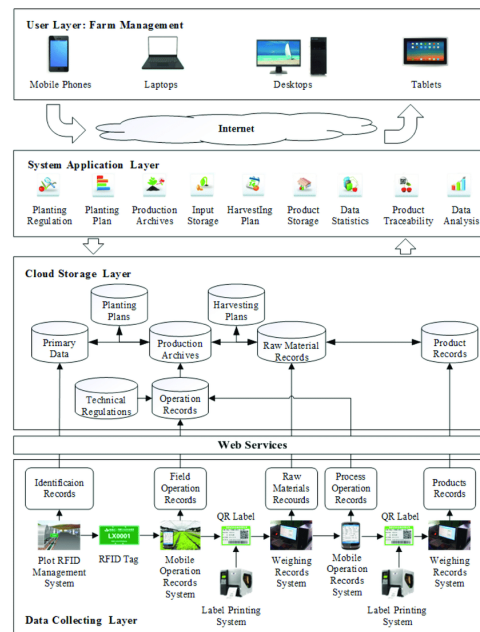 User Layer: Farm Management
Mobile Phones
Laptops
Desktops
Tablets
Internet
System Application Layer
Planting
Regulation
Planting
Plan
Production
Archives
Input
Storage
HarvestIng
Plan
Product
Storage
Data
Statistics
Product
Traceability
Data
Analysis
Cloud Storage Layer
Planting
Plans
Harvesting
Plans
Primary
Data
Production
Archives
Raw Material
Records
Product
Records
Technical
Regulations
Operation
Records
Web Services
Identificaion
Records
Field
Operation
Records
Raw
Materials
Recourds
Process
Operation
Records
Products
Records
QR Label
QR Label
LX0001
Plot RFID
Management
System
RFID Tag
Mobile
Operation
Records
System
Weighing
Records
System
Mobile
Operation
Records
System
Weighing
Records
System
Label Printing
System
Label Printing
System
Data Collecting Layer